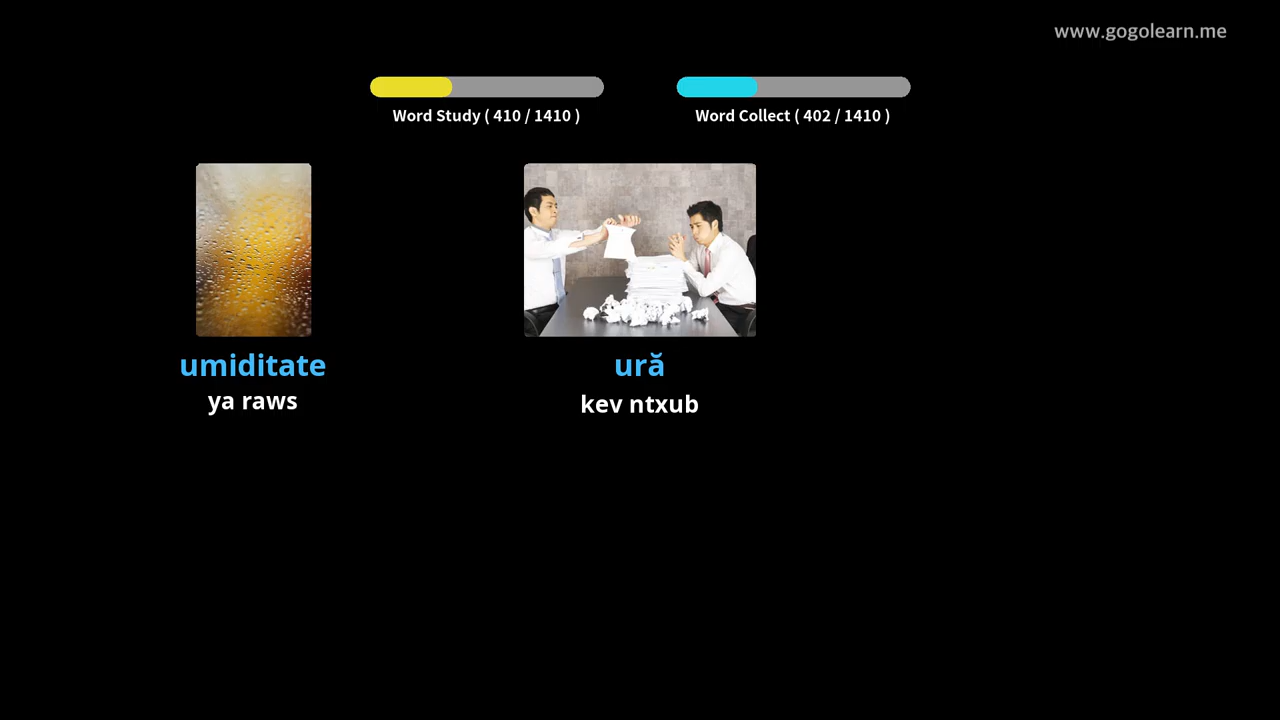 www.gogolearn.me
Word Study ( 410 / 1410 )
Word Collect ( 402 / 1410 )
umiditate
ya raws
ură
kev ntxub